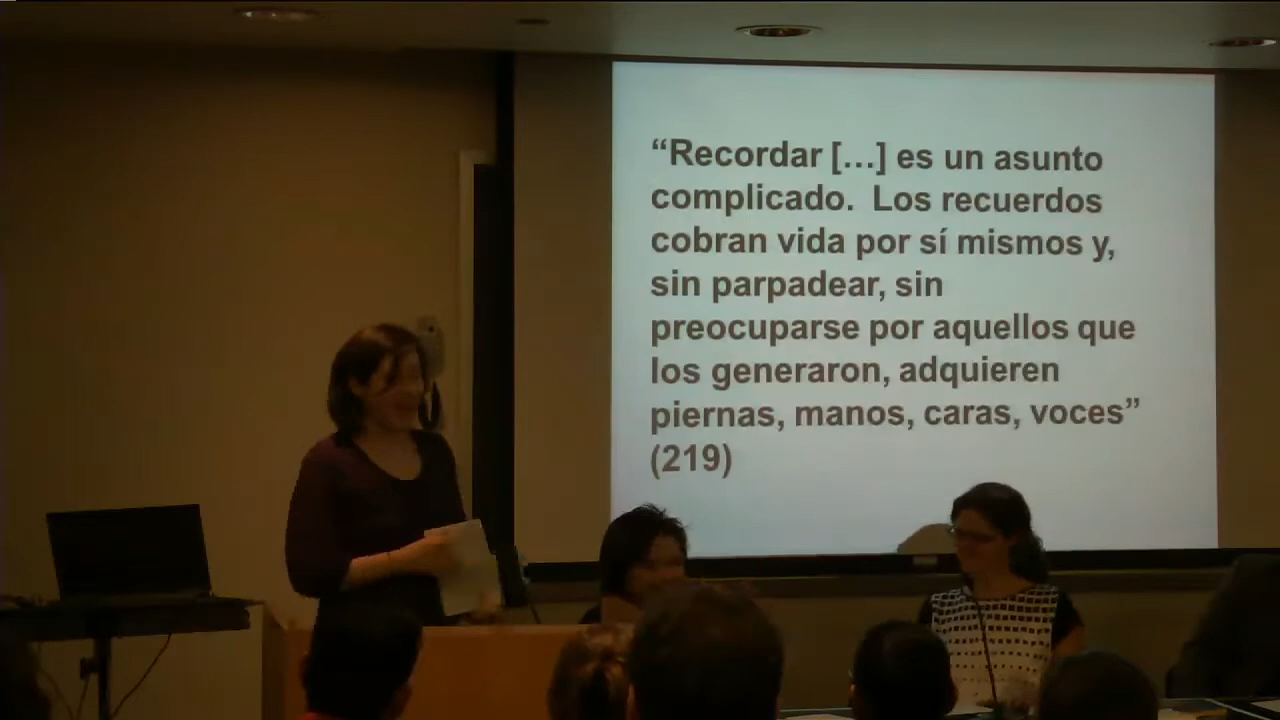 “Recordar [...] es un asunto
complicado.  Los recuerdos
cobran vida por sí mismos y,
sin parpadear, sin
preocuparse por aquellos que
los generaron, adquieren
piernas, manos, caras, voces”
(219)